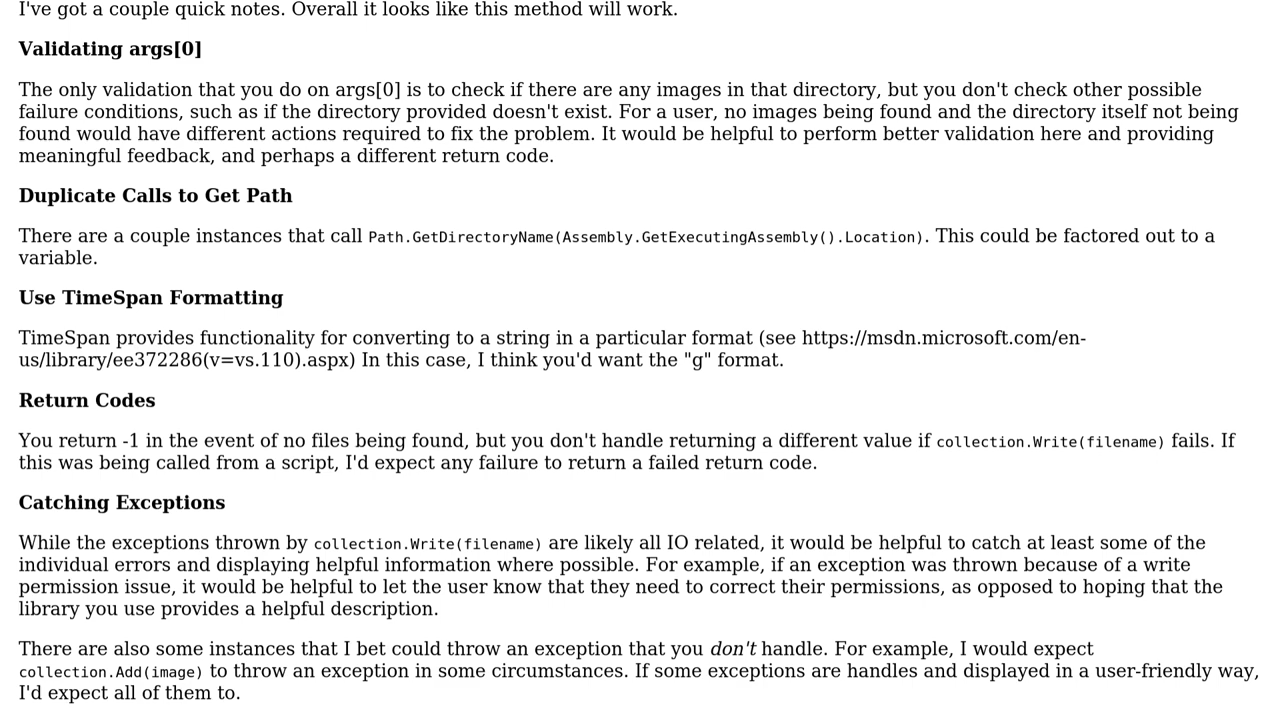 I've got a couple quick notes. Overall it looks like this method will work.
Validating args[0]
The only validation that you do on args[0] is to check if there are any images in that directory, but you don't check other possible
failure conditions, such as if the directory provided doesn't exist. For a user, no images being found and the directory itself not being
found would have different actions required to fix the problem. It would be helpful to perform better validation here and providing
meaningful feedback, and perhaps a different return code.
Duplicate Calls to Get Path
There are a couple instances that call Path.GetDirectoryName(Assembly.GetExecutingAssembly().Location). This could be factored out to a
variable.
Use TimeSpan Formatting
TimeSpan provides functionality for converting to a string in a particular format (see https://msdn.microsoft.com/en-
us/library/ee372286(v=vs.110).aspx) In this case, I think you'd want the "g" format.
Return Codes
You return -1 in the event of no files being found, but you don't handle returning a different value if collection.Write(filename) fails. If
this was being called from a script, I'd expect any failure to return a failed return code.
Catching Exceptions
While the exceptions thrown by collection.Write(filename) are likely all IO related, it would be helpful to catch at least some of the
individual errors and displaying helpful information where possible. For example, if an exception was thrown because of a write
permission issue, it would be helpful to let the user know that they need to correct their permissions, as opposed to hoping that the
library you use provides a helpful description.
There are also some instances that I bet could throw an exception that you don't handle. For example, I would expect
collection.Add(image) to throw an exception in some circumstances. If some exceptions are handles and displayed in a user-friendly way,
I'd expect all of them to.